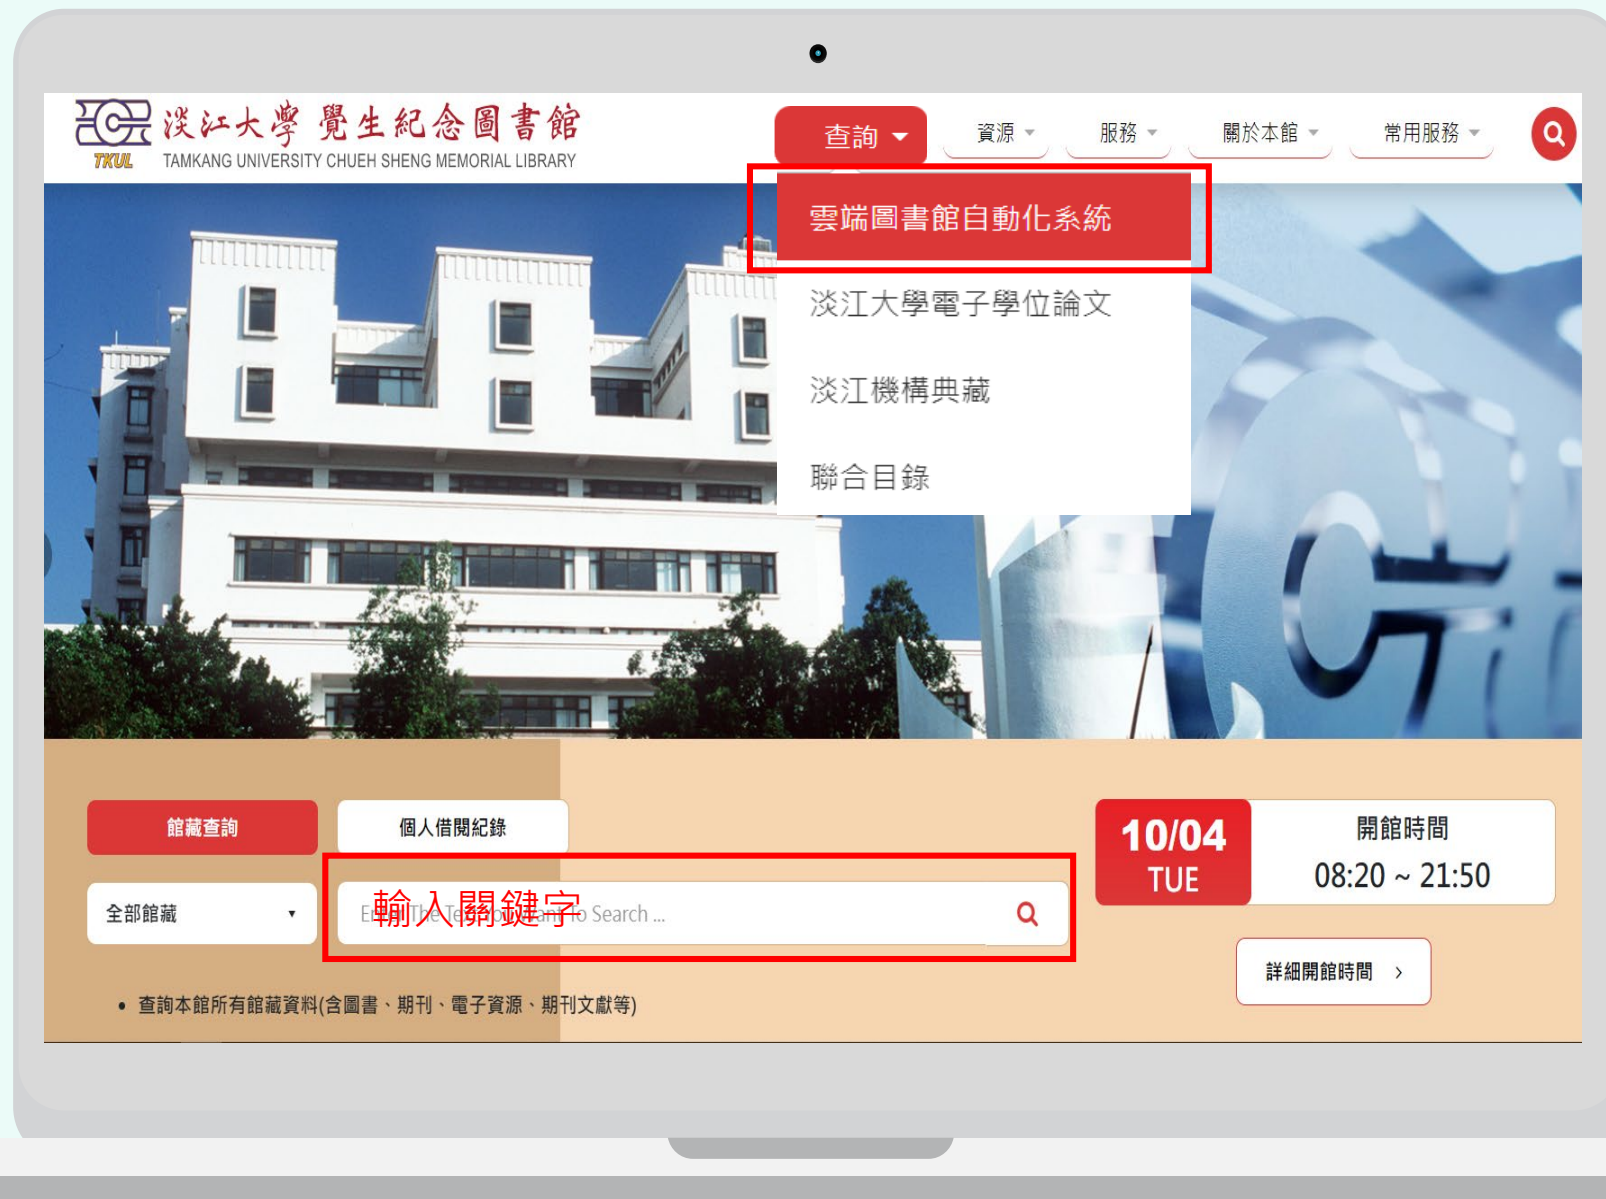 淡江大學 覺生紀念圖書館
TKUL
TAMKANG UNIVERSITY CHUEH SHENG MEMORIAL LIBRARY
查詢
資源
服務
關於本館
常用服務
雲端圖書館自動化系統
淡江大學電子學位論文
淡江機構典藏
聯合目錄
館藏查詢
個人借閱紀錄
全部館藏
輸入關鍵字
Enter The Text You Want To Search ...
• 查詢本館所有館藏資料(含圖書、期刊、電子資源、期刊文獻等)
10/04
TUE
開館時間
08:20 ~ 21:50
詳細開館時間 >